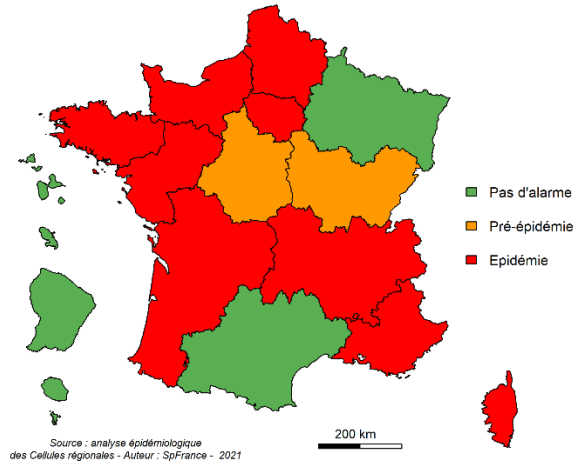 Pas d'alarme
Pré-épidémie
Epidémie
200 km
Source : analyse épidémiologique
des Cellules régionales - Auteur : SpFrance - 2021